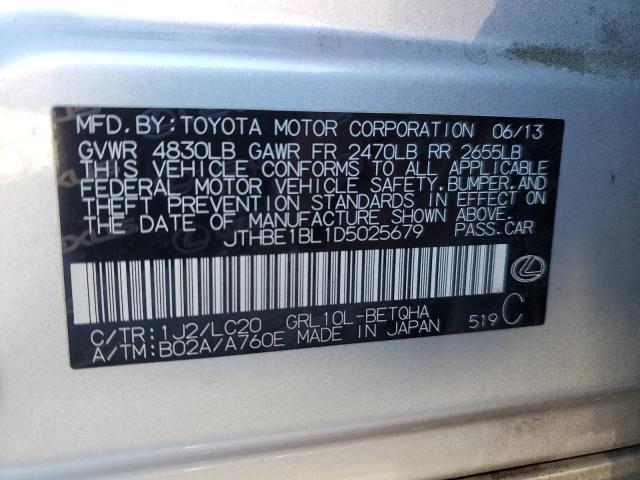 MFD.BY:TOYOTA MOTOR CORPORATION 06/13
GVWR 4830LB GAWR FR 2470LB RR 2655LB
THIS VEHICLE CONFORMS TO ALL APPLICABLE
FEDERAL MOTOR VEHICLE SAFETY,BUMPER,AND
THEFT PREVENTION STANDARDS IN EFFECT ON
THE DATE OF MANUFACTURE SHOWN ABOVE.
JTHBE1BL1D5025679 PASS.CAR
C/TR:1J2/LC20 GRL10L-BETQHA
A/TM:B02A/A760E MADE IN JAPAN 519 C